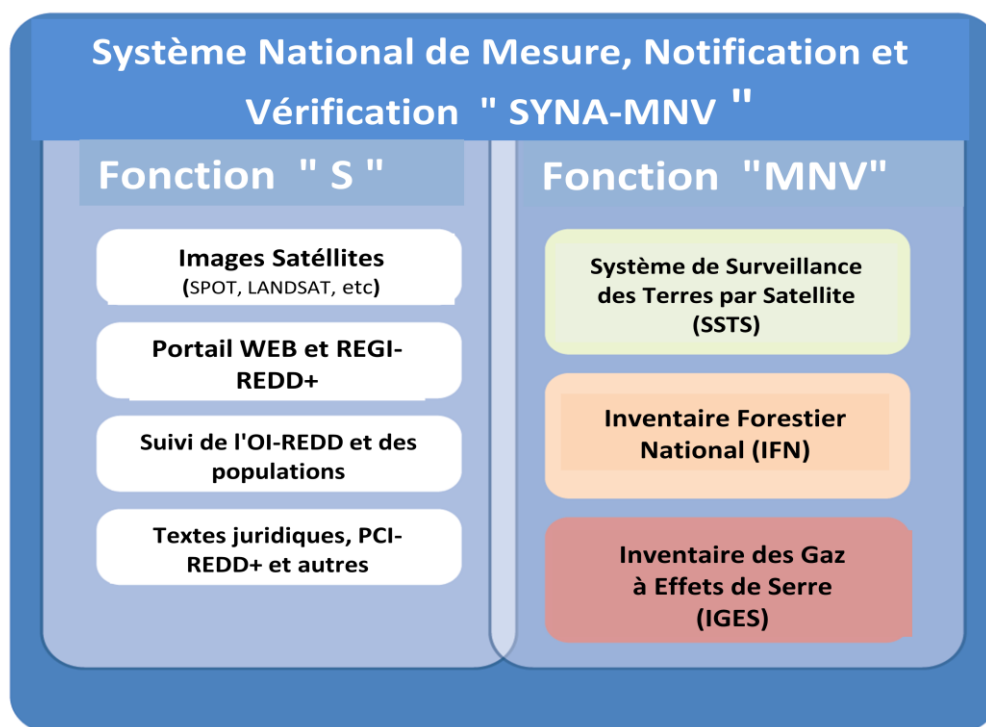 Système National de Mesure, Notification et
Vérification " SYNA-MNV "
Fonction " S "
Images Satéllites
(SPOT, LANDSAT, etc)
Portail WEB et REGI-
REDD+
Suivi de l'OI-REDD et des
populations
Textes juridiques, PCI-
REDD+ et autres
Fonction "MNV"
Système de Surveillance
des Terres par Satellite
(SSTS)
Inventaire Forestier
National (IFN)
Inventaire des Gaz
à Effets de Serre
(IGES)